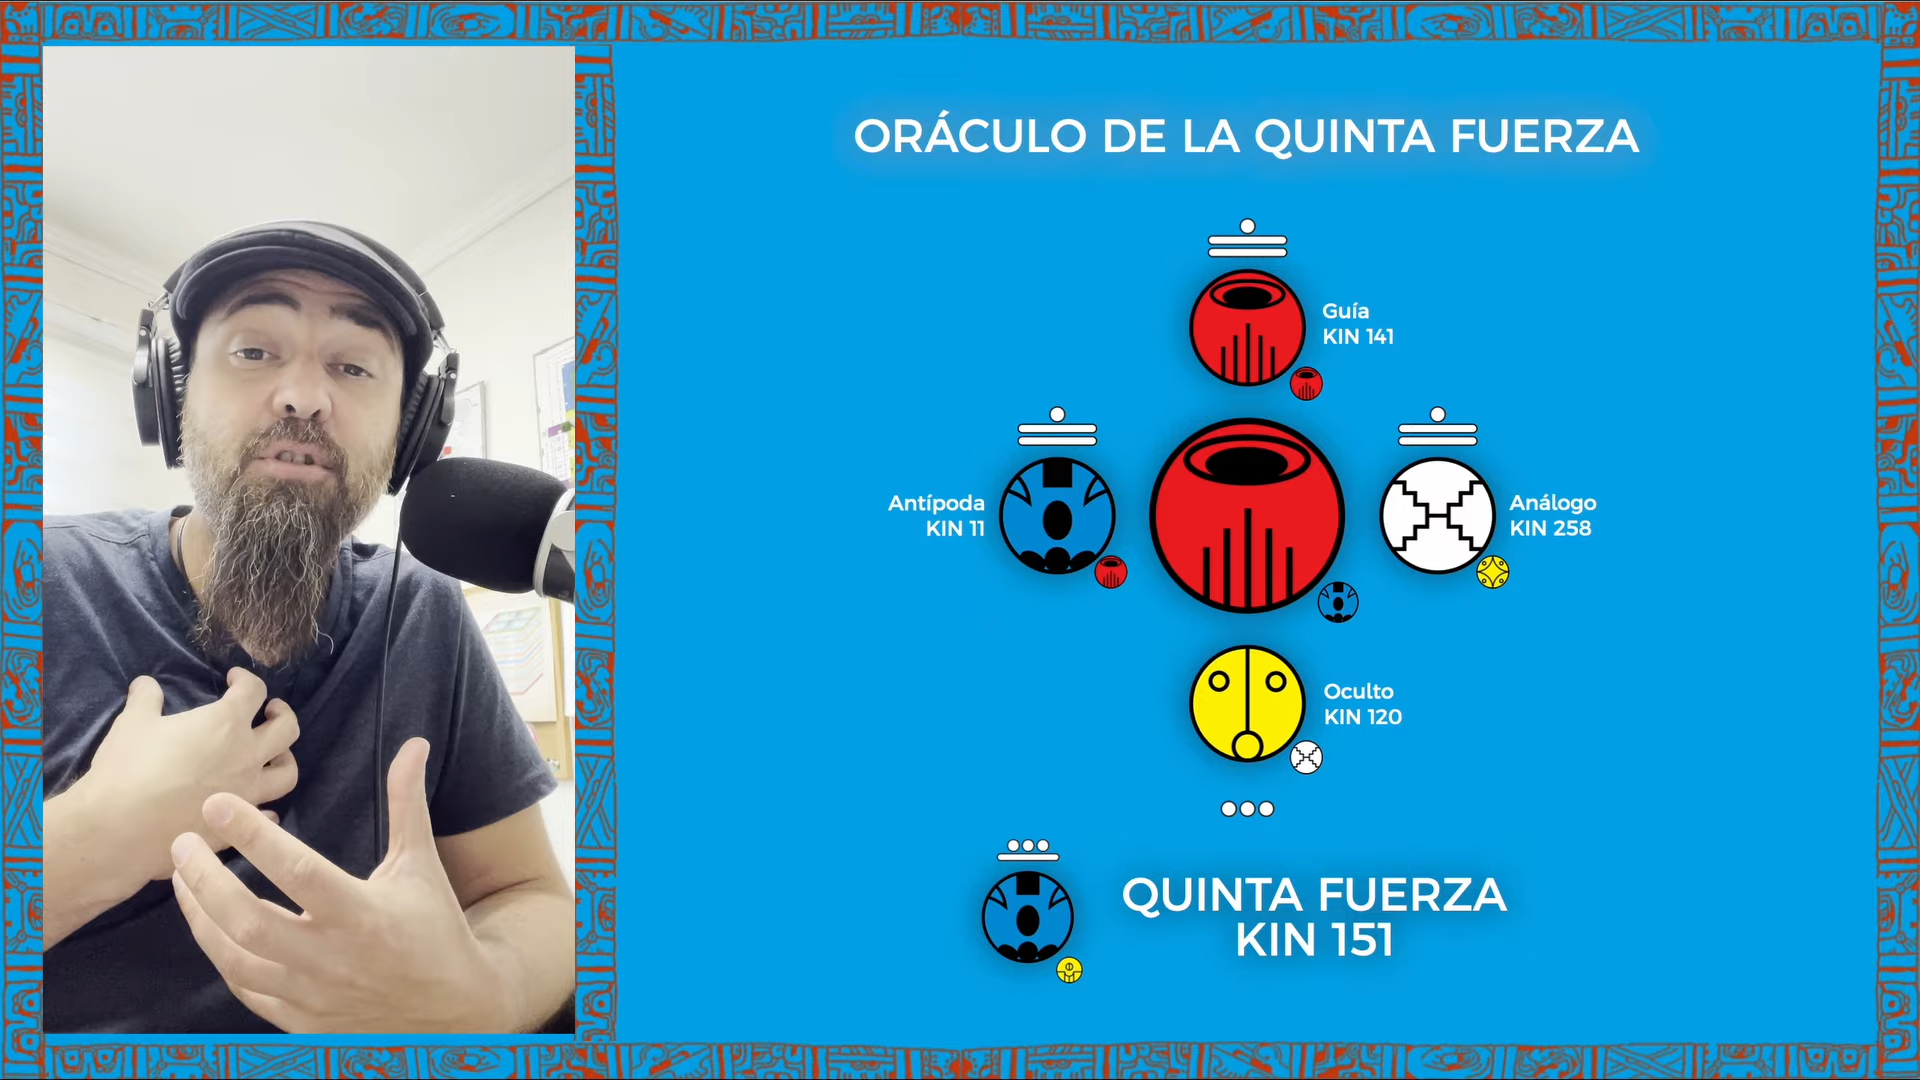 ORÁCULO DE LA QUINTA FUERZA
Guía
KIN 141
Antípoda
KIN 11
Análogo
KIN 258
Oculto
KIN 120
QUINTA FUERZA
KIN 151